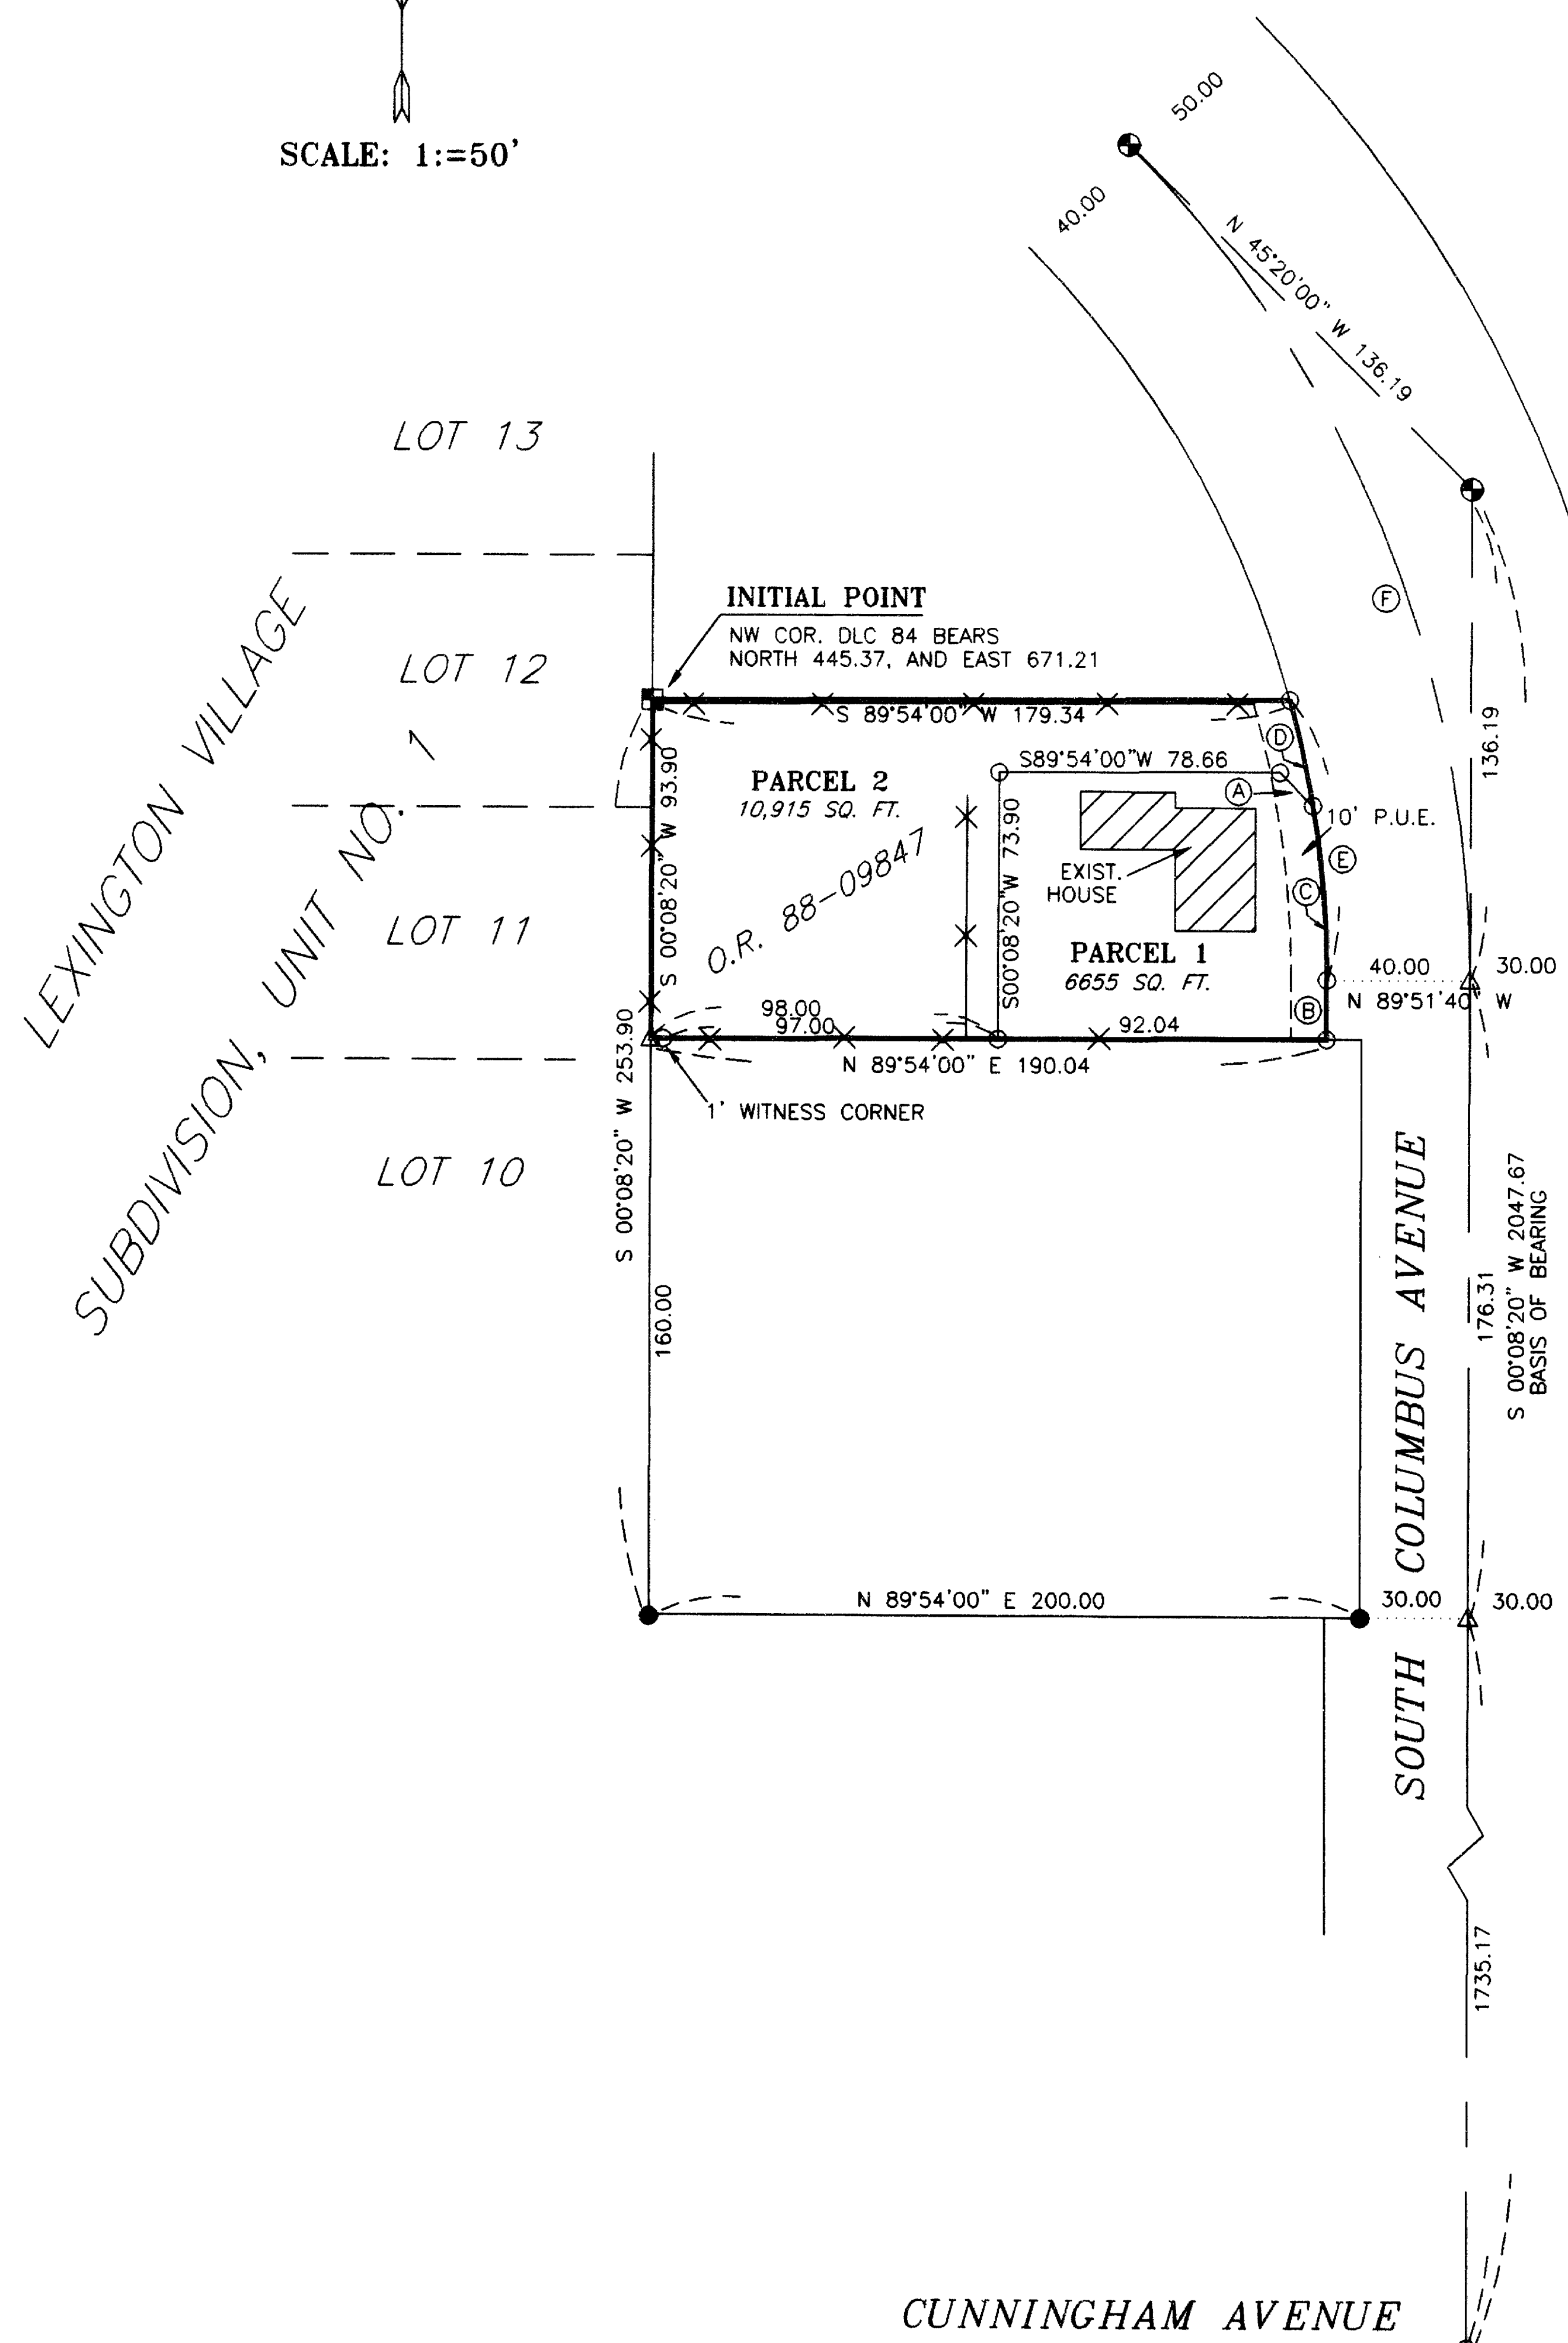 SCALE: 1:=50'
50.00
40.00
N 45°20'00" W 136.19
LOT 13
LEXINGTON VILLAGE
SUBDIVISION, UNIT NO. 1
INITIAL POINT
NW COR. DLC 84 BEARS
NORTH 445.37, AND EAST 671.21
F
LOT 12
S 89°54'00" W 179.34
136.19
D
S89°54'00"W 78.66
PARCEL 2
10,915 SQ. FT.
A
10' P.U.E.
S 00°08'20" W 93.90
S00°08'20"W 73.90
O.R. 88-09847
EXIST.
HOUSE
E
C
LOT 11
PARCEL 1
6655 SQ. FT.
40.00
30.00
N 89°51'40" W
B
98.00
97.00
92.04
N 89°54'00" E 190.04
1' WITNESS CORNER
S 00°08'20" W 253.90
LOT 10
160.00
SOUTH COLUMBUS AVENUE
176.31
S 00°08'20" W 2047.67
BASIS OF BEARING
N 89°54'00" E 200.00
30.00
30.00
1735.17
CUNNINGHAM AVENUE